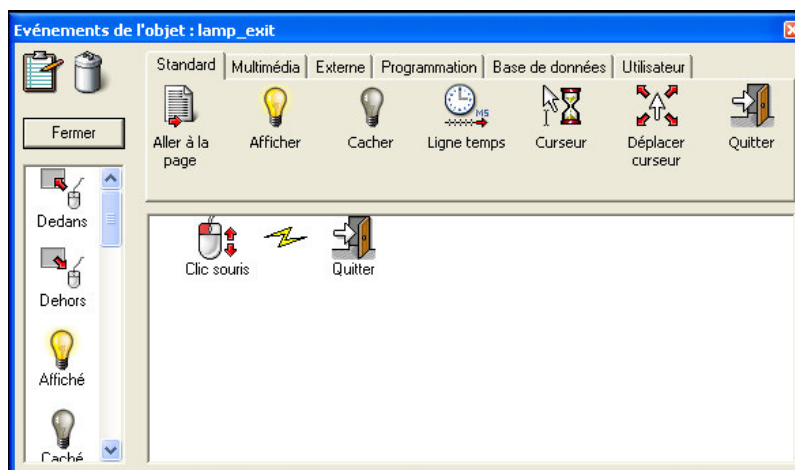 Evénements de l'objet : lamp_exit
Standard
Multimédia
Externe
Programmation
Base de données
Utilisateur
Fermer
Aller à la
page
Afficher
Cacher
MS
Ligne temps
Curseur
Déplacer
curseur
Quitter
Dedans
Dehors
Affiché
Caché
Clic souris
Quitter